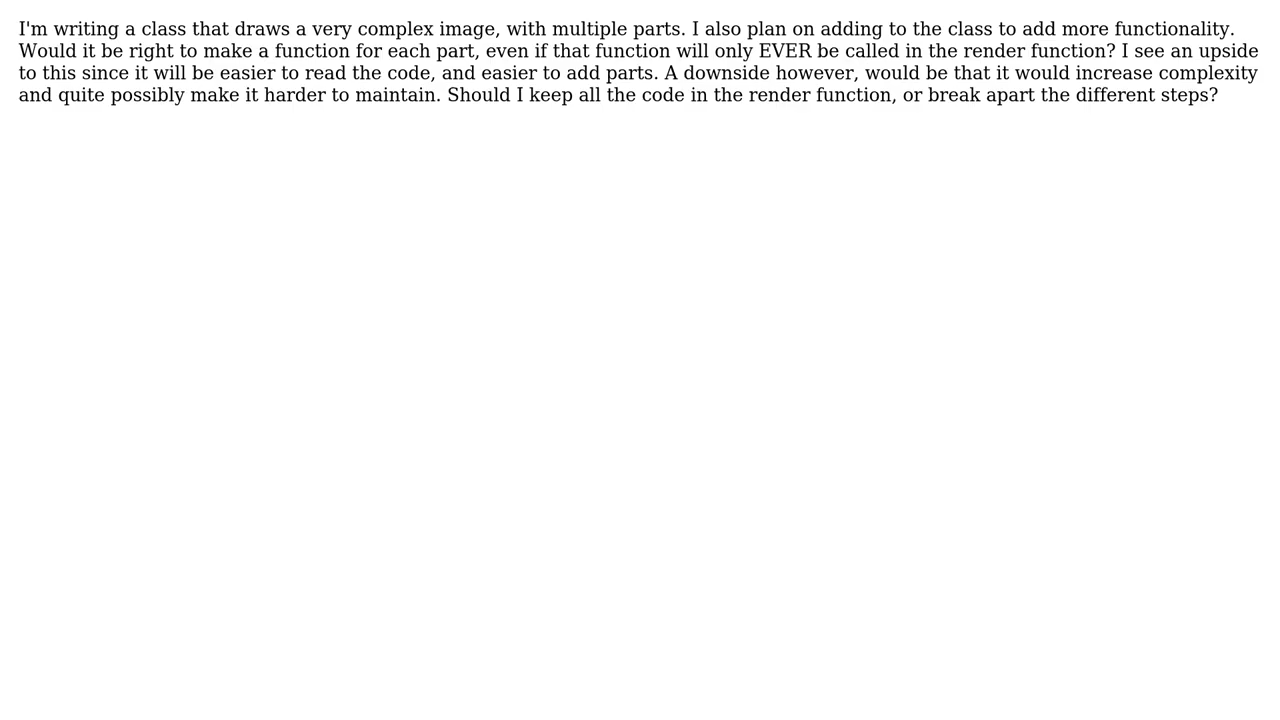 I'm writing a class that draws a very complex image, with multiple parts. I also plan on adding to the class to add more functionality.
Would it be right to make a function for each part, even if that function will only EVER be called in the render function? I see an upside
to this since it will be easier to read the code, and easier to add parts. A downside however, would be that it would increase complexity
and quite possibly make it harder to maintain. Should I keep all the code in the render function, or break apart the different steps?